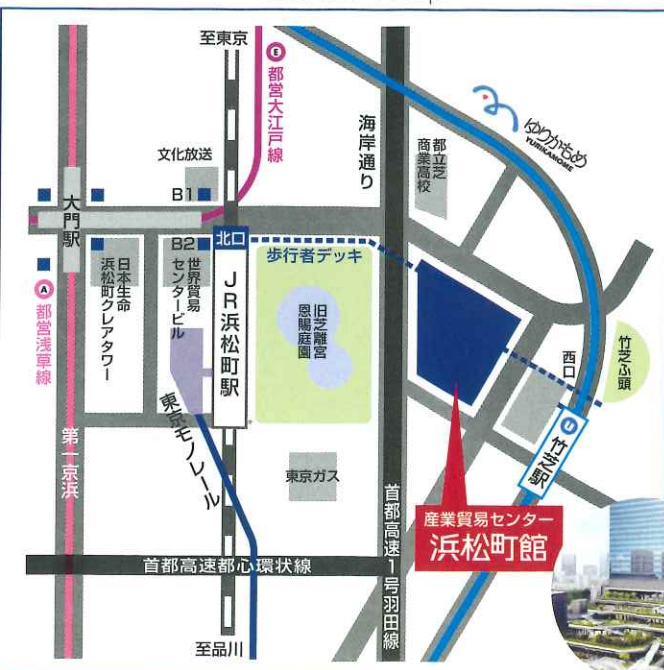 至東京
E
都営大江戸線
海岸通り
ゆりかもめ
YURIKAMOME
都立芝
商業高校
文化放送
B1
大門駅
B2
北口
歩行者デッキ
A
都営浅草線
日本生命
浜松町クレアタワー
世界貿易
センタービル
JR浜松町駅
旧芝離宮
恩賜庭園
竹芝ふ頭
西口
U
竹芝駅
東京モノレール
第一京浜
東京ガス
首都高速1号羽田線
産業貿易センター
浜松町館
首都高速都心環状線
至品川